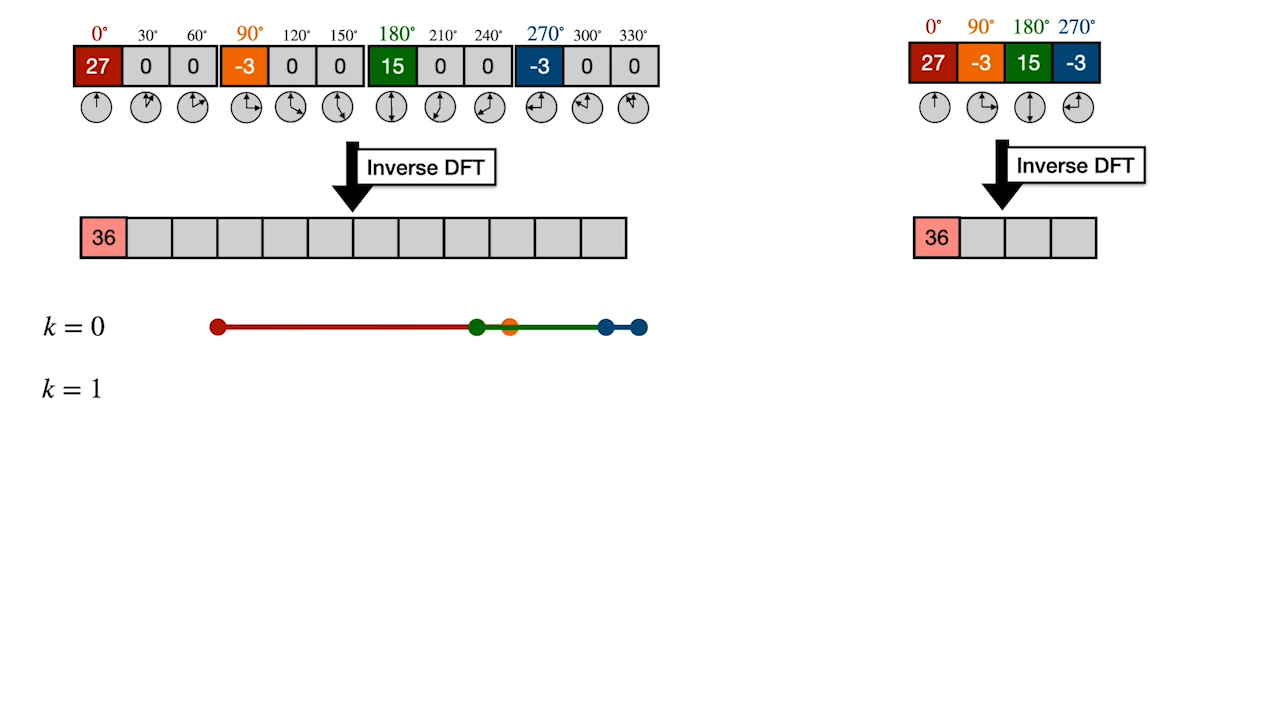 0° 30° 60° 90° 120° 150° 180° 210° 240° 270° 300° 330°
27 0 0 -3 0 0 15 0 0 -3 0 0
Inverse DFT
36
k = 0
k = 1
0° 90° 180° 270°
27 -3 15 -3
Inverse DFT
36